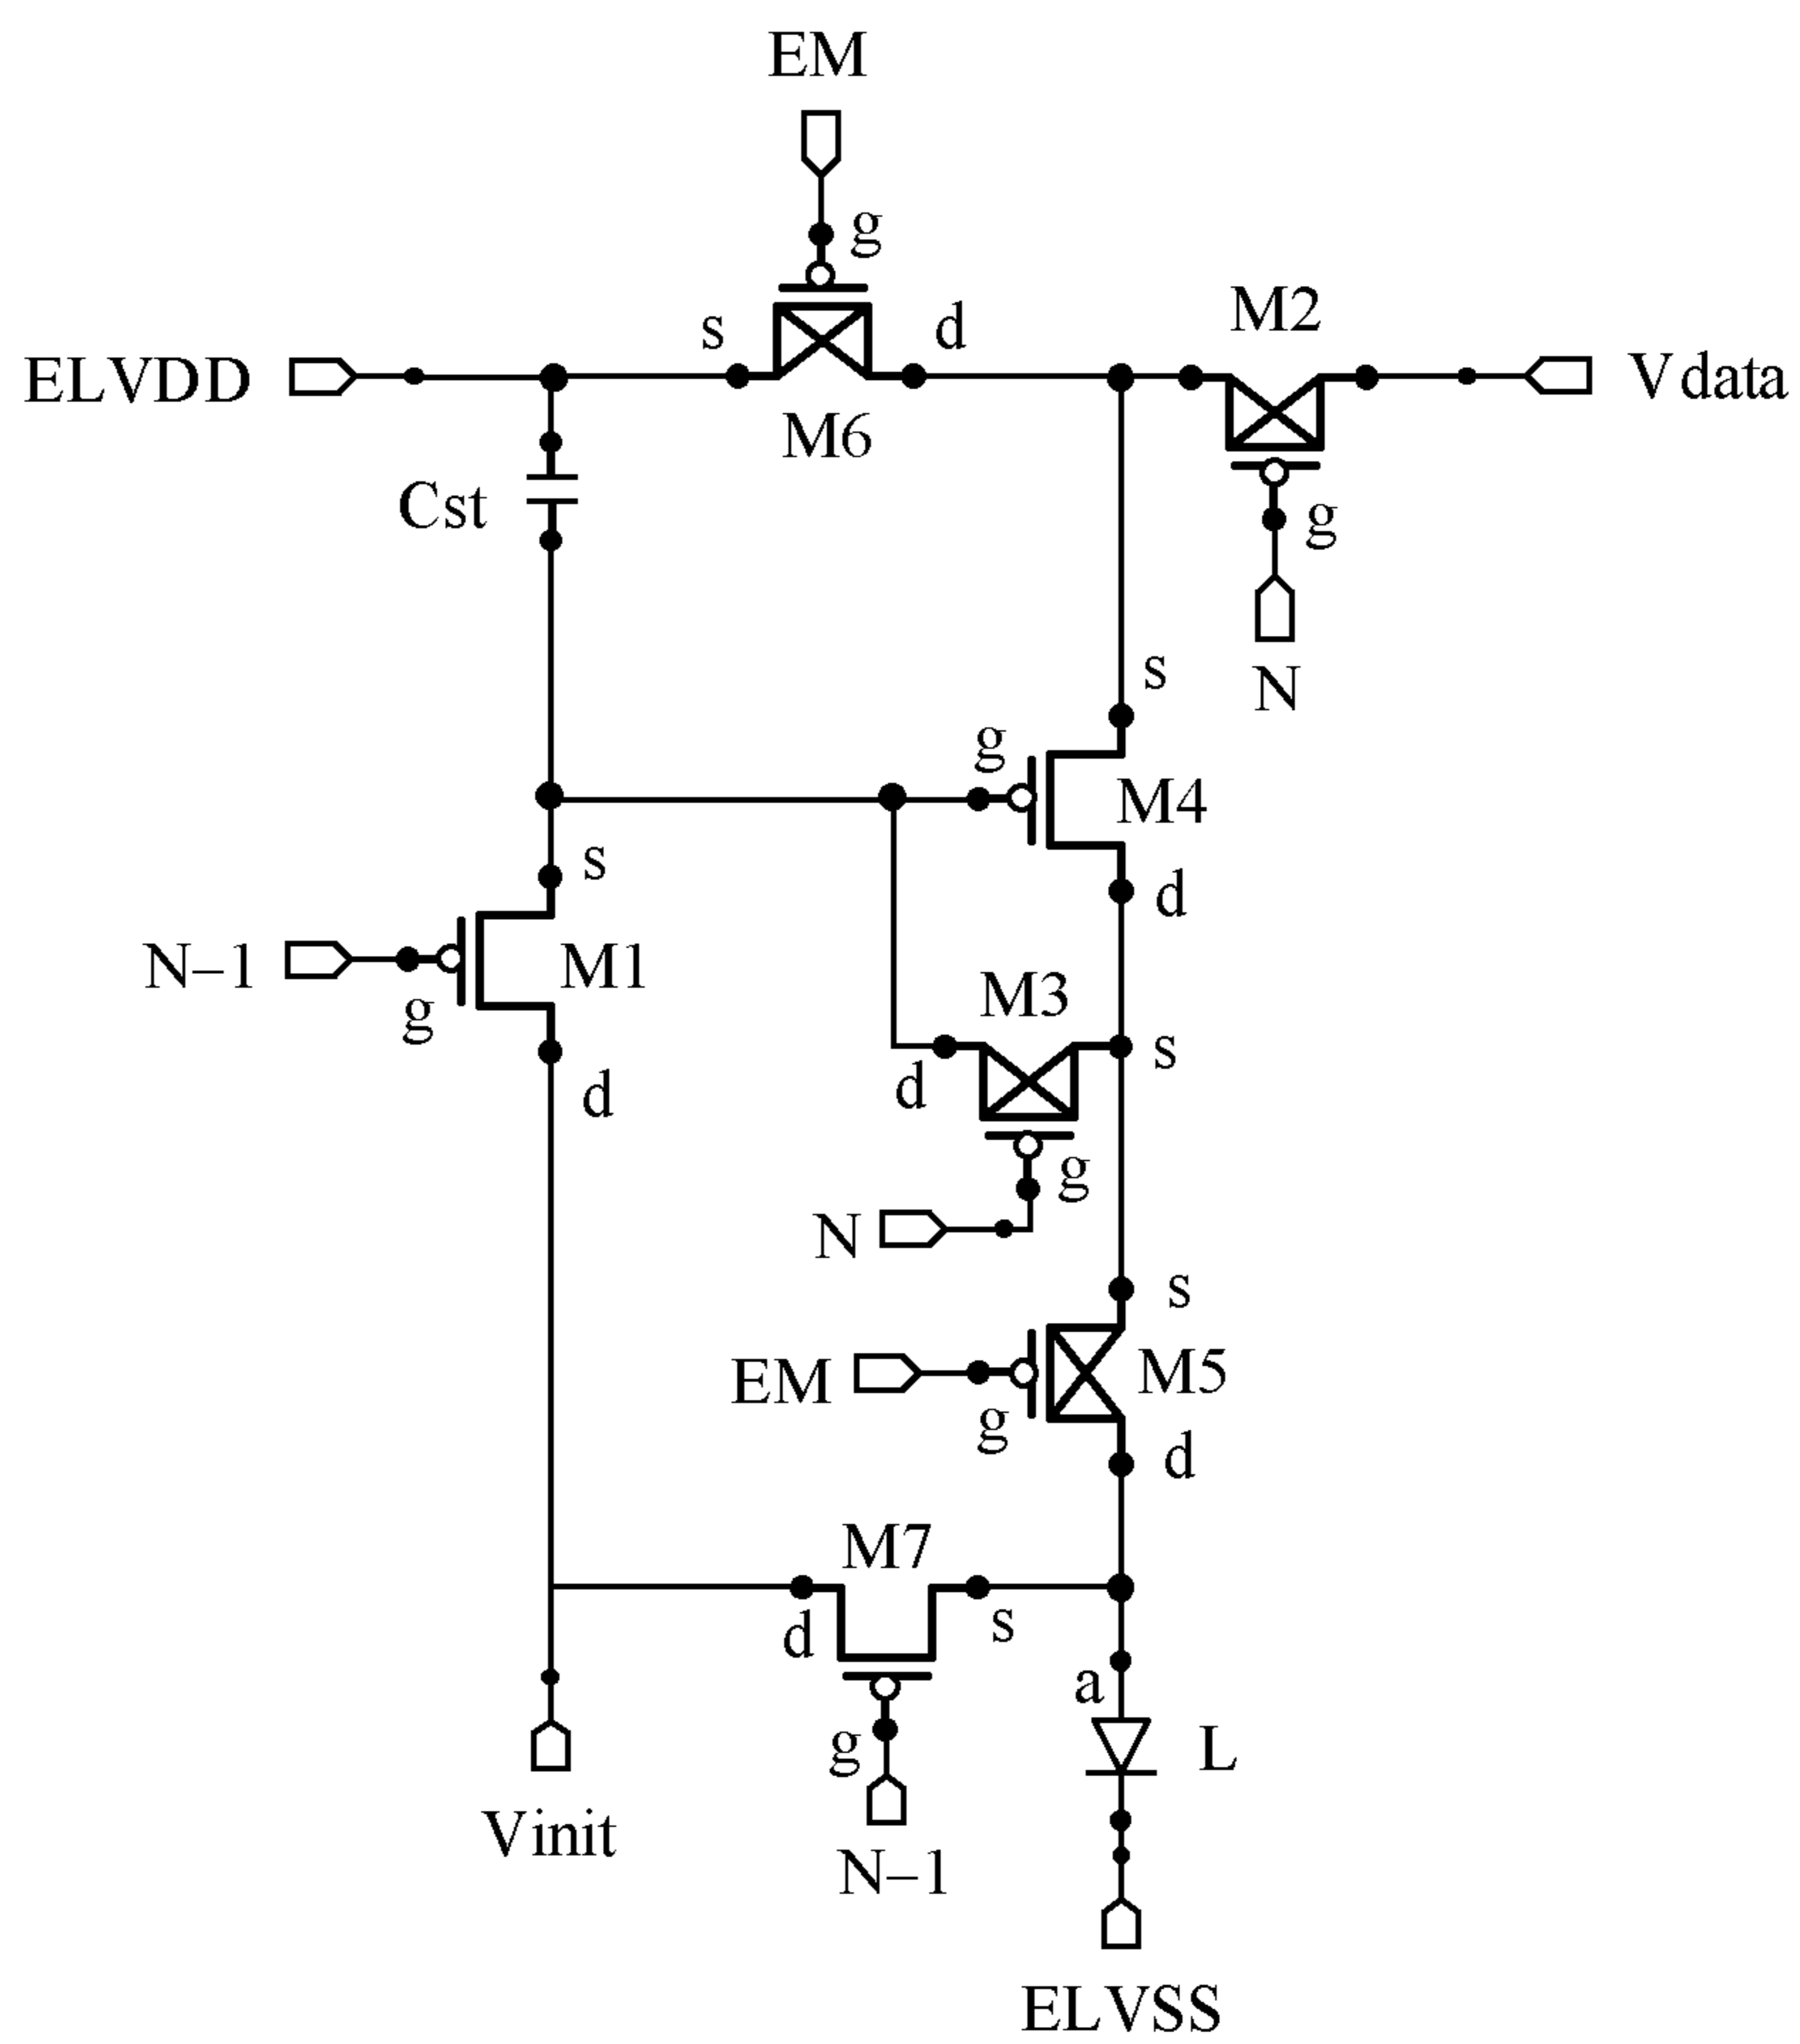 EM
g
M2
s
d
ELVDD
Vdata
M6
Cst
g
N
s
g
M4
s
d
N–1
M1
M3
g
s
d
d
g
N
s
EM
M5
g
d
M7
d
s
a
g
L
Vinit
N–1
ELVSS